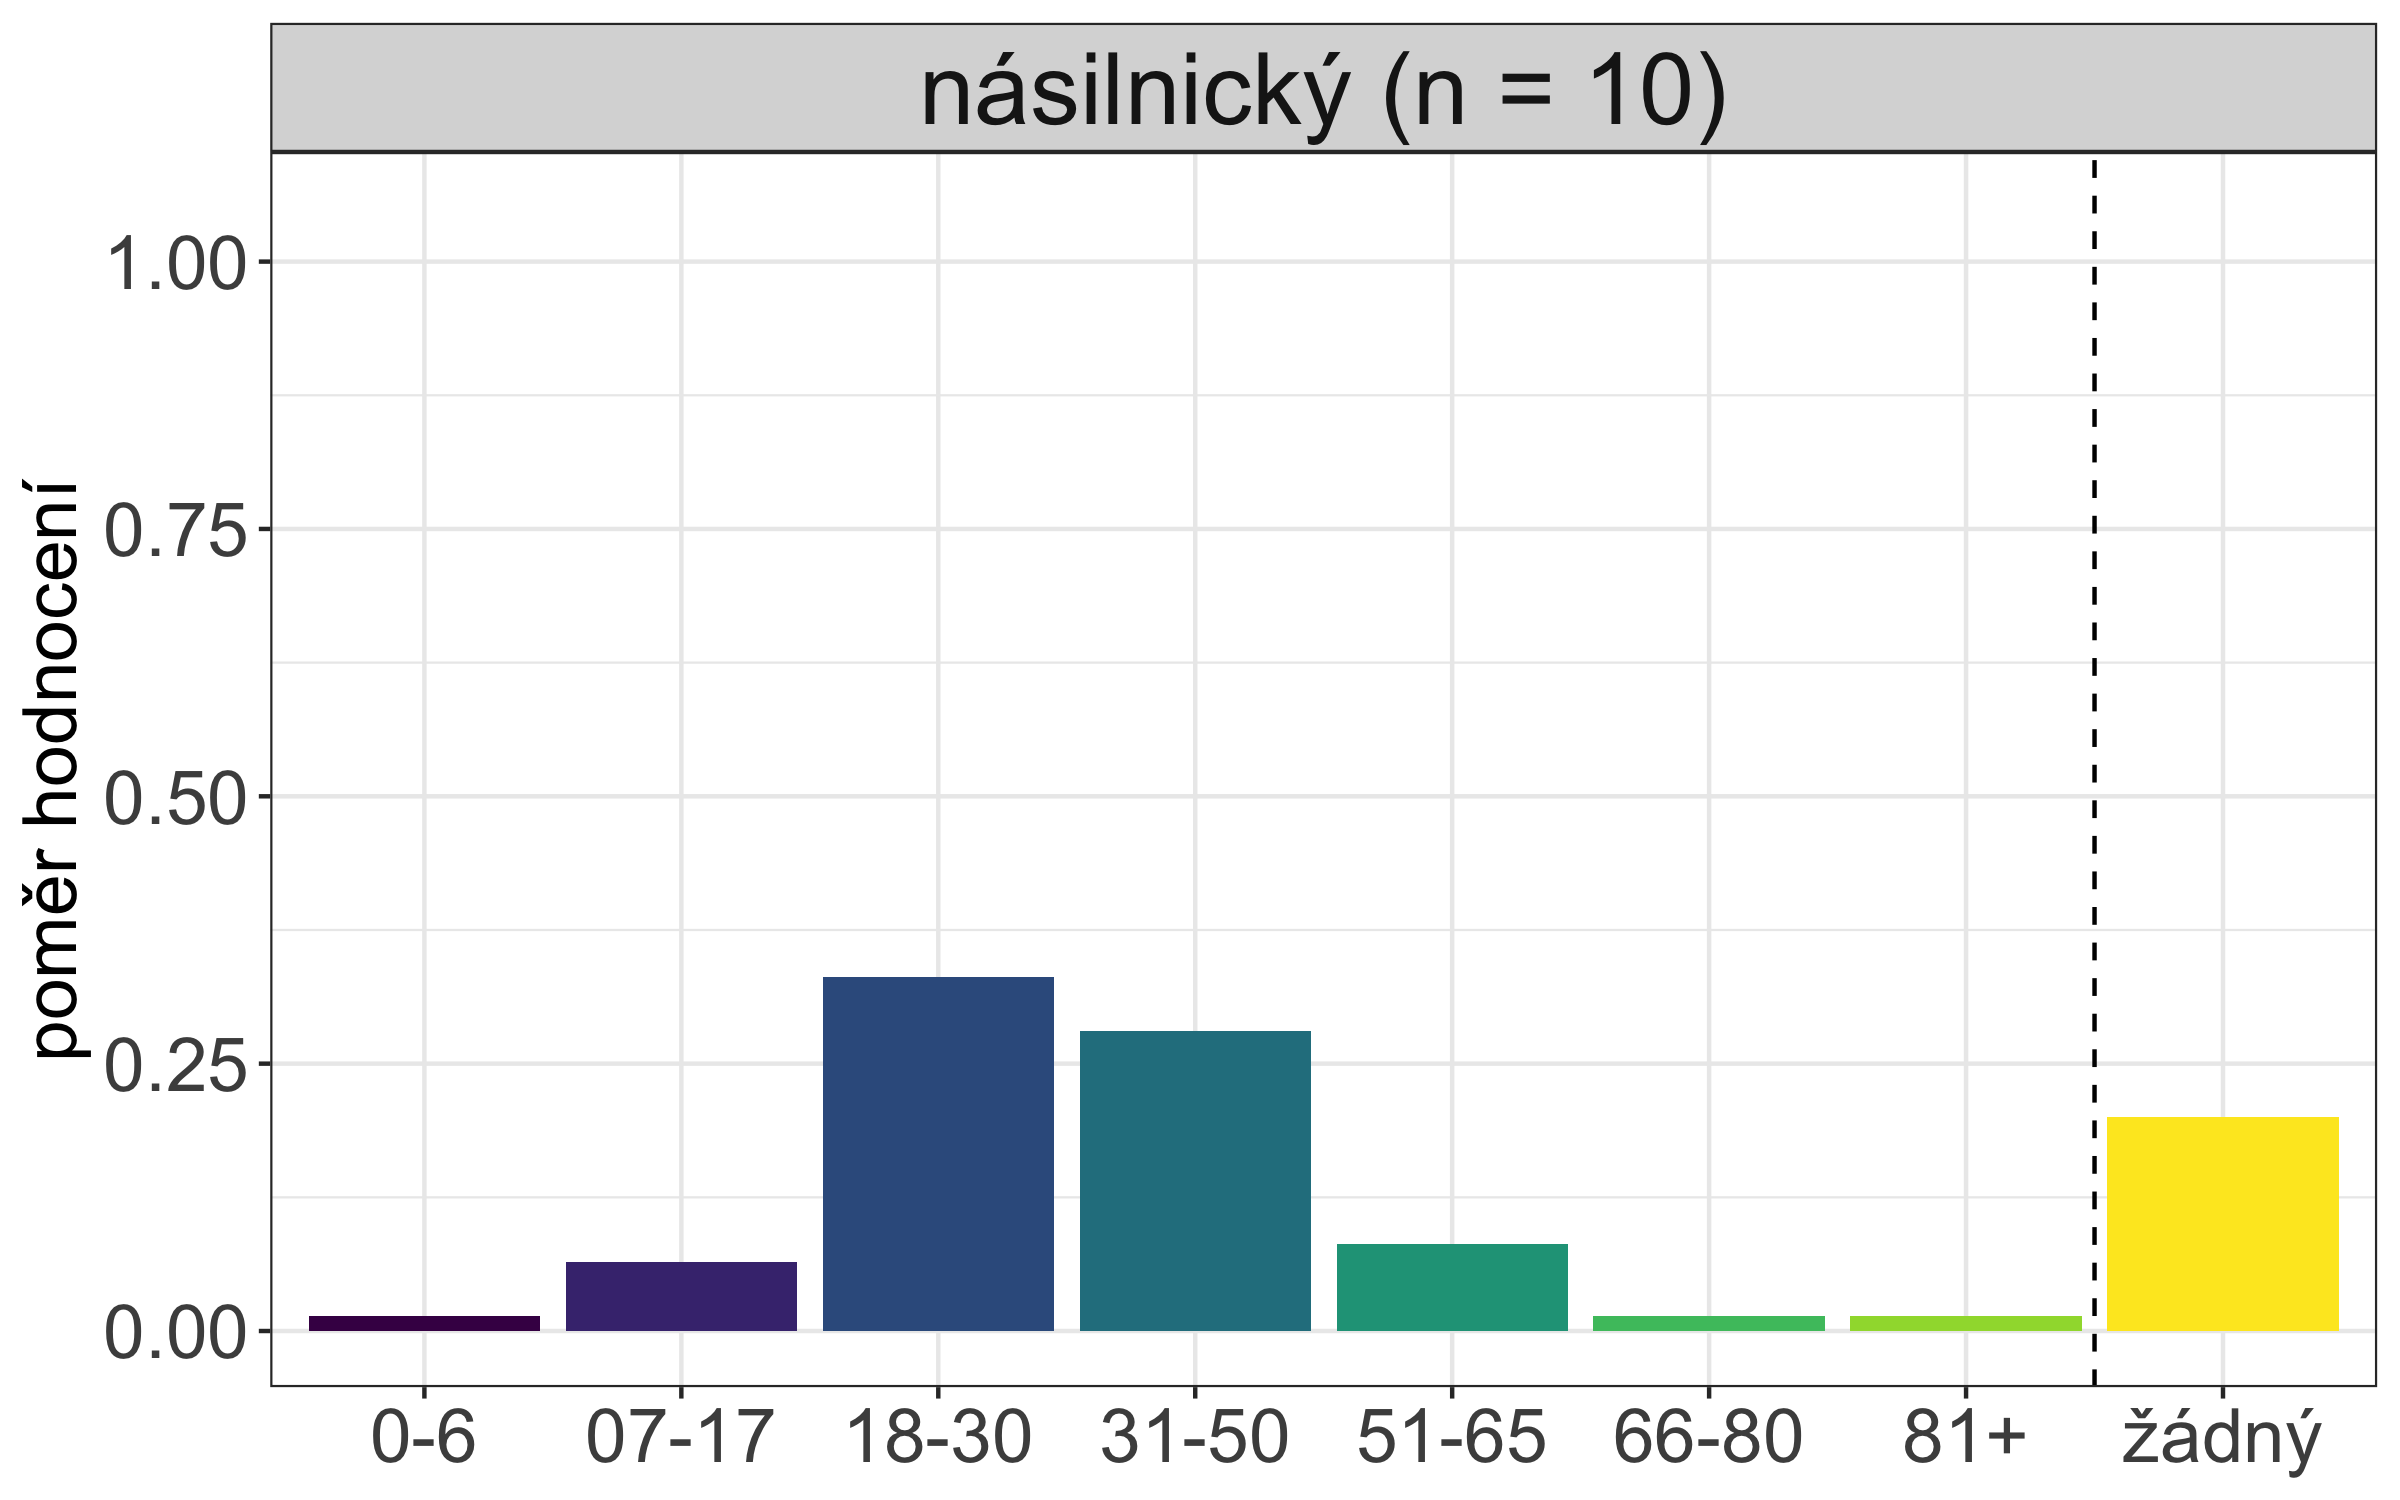 násilnický (n = 10)
poměr hodnocení
1.00
0.75
0.50
0.25
0.00
0-6 07-17 18-30 31-50 51-65 66-80 81+ žádný